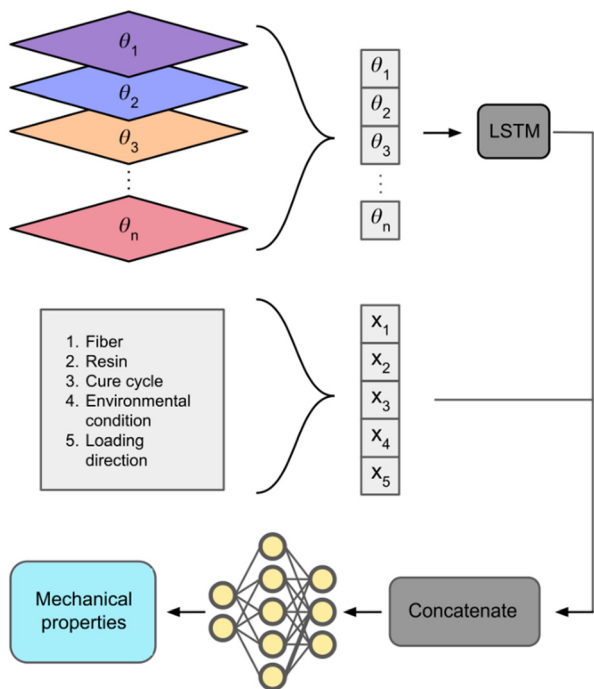 θ1
θ2
θ3
θn
θ1
θ2
θ3
θn
LSTM
1. Fiber
2. Resin
3. Cure cycle
4. Environmental
condition
5. Loading
direction
x1
x2
x3
x4
x5
Mechanical
properties
Concatenate